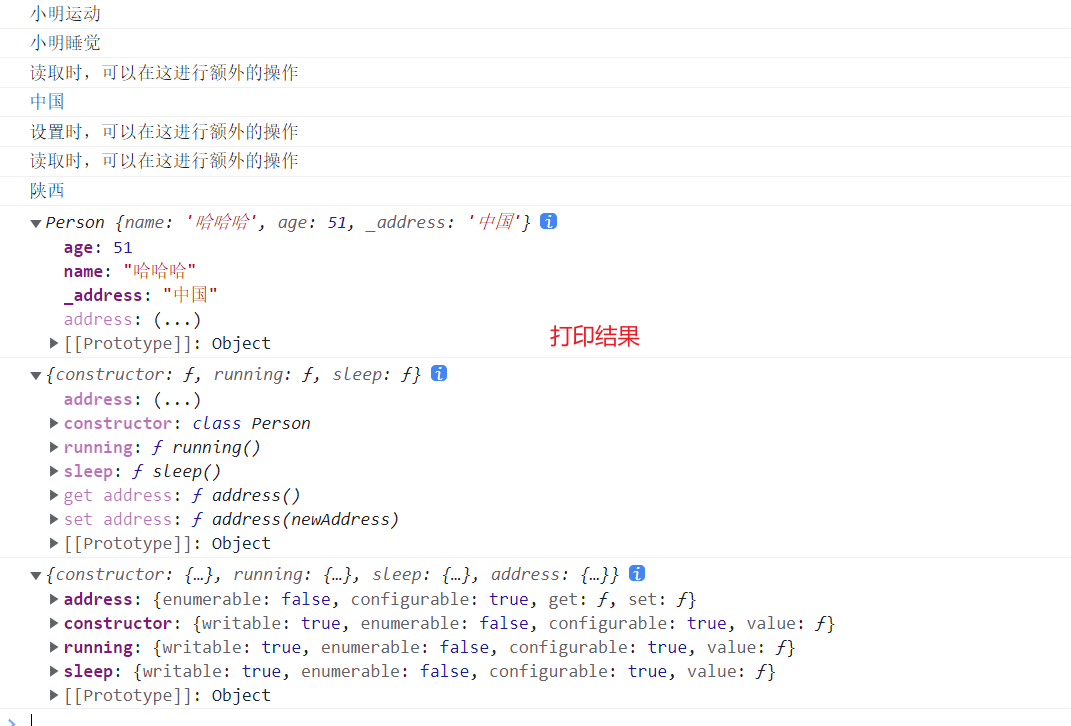 小明运动
小明睡觉
读取时，可以在这进行额外的操作
中国
设置时，可以在这进行额外的操作
读取时，可以在这进行额外的操作
陕西
▼Person {name: '哈哈哈', age: 51, _address: '中国'} i
age: 51
name: "哈哈哈"
_address: "中国"
address: (...)
▶[[Prototype]]: Object
打印结果
▼{constructor: ƒ, running: ƒ, sleep: ƒ} i
address: (...)
▶constructor: class Person
▶running: ƒ running()
▶sleep: ƒ sleep()
▶get address: ƒ address()
▶set address: ƒ address(newAddress)
▶[[Prototype]]: Object
▼{constructor: {…}, running: {…}, sleep: {…}, address: {…}} i
▶address: {enumerable: false, configurable: true, get: ƒ, set: ƒ}
▶constructor: {writable: true, enumerable: false, configurable: true, value: ƒ}
▶running: {writable: true, enumerable: false, configurable: true, value: ƒ}
▶sleep: {writable: true, enumerable: false, configurable: true, value: ƒ}
▶[[Prototype]]: Object
>